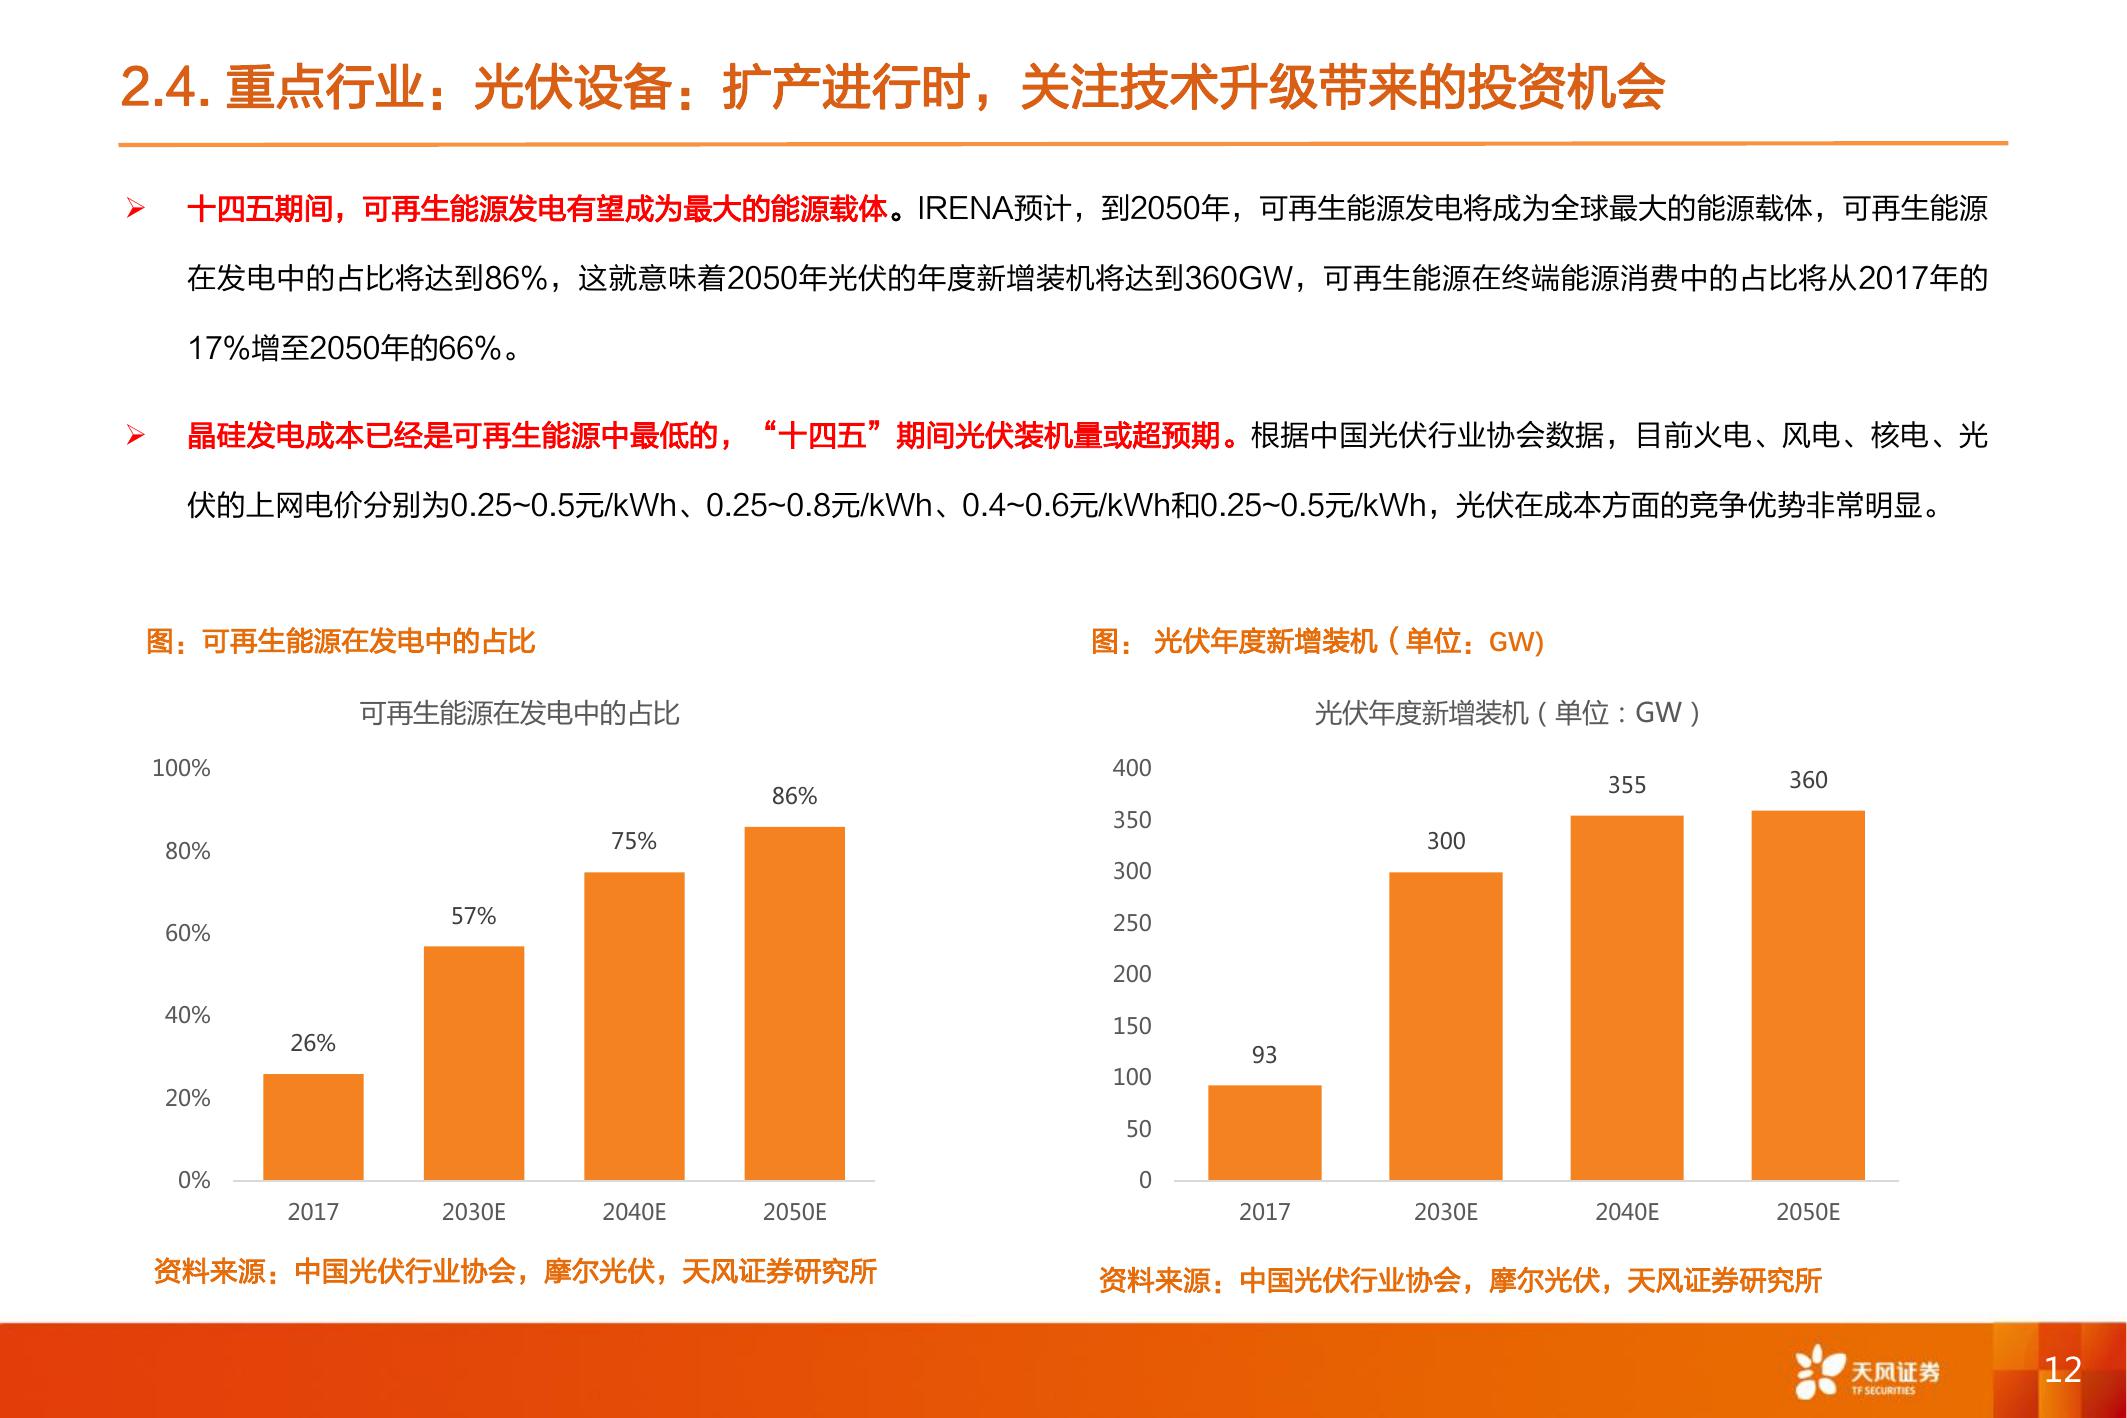 2.4. 重点行业：光伏设备：扩产进行时，关注技术升级带来的投资机会
十四五期间，可再生能源发电有望成为最大的能源载体。IRENA预计，到2050年，可再生能源发电将成为全球最大的能源载体，可再生能源
在发电中的占比将达到86%，这就意味着2050年光伏的年度新增装机将达到360GW，可再生能源在终端能源消费中的占比将从2017年的
17%增至2050年的66%。
晶硅发电成本已经是可再生能源中最低的，“十四五”期间光伏装机量或超预期。根据中国光伏行业协会数据，目前火电、风电、核电、光
伏的上网电价分别为0.25~0.5元/kWh、0.25~0.8元/kWh、0.4~0.6元/kWh和0.25~0.5元/kWh，光伏在成本方面的竞争优势非常明显。
图：可再生能源在发电中的占比
可再生能源在发电中的占比
100%
80%
60%
40%
20%
0%
26%
57%
75%
86%
2017
2030E
2040E
2050E
资料来源：中国光伏行业协会，摩尔光伏，天风证券研究所
图： 光伏年度新增装机（单位：GW)
光伏年度新增装机（单位：GW）
400
350
300
250
200
150
100
50
0
93
300
355
360
2017
2030E
2040E
2050E
资料来源：中国光伏行业协会，摩尔光伏，天风证券研究所
天风证券
TF SECURITIES
12